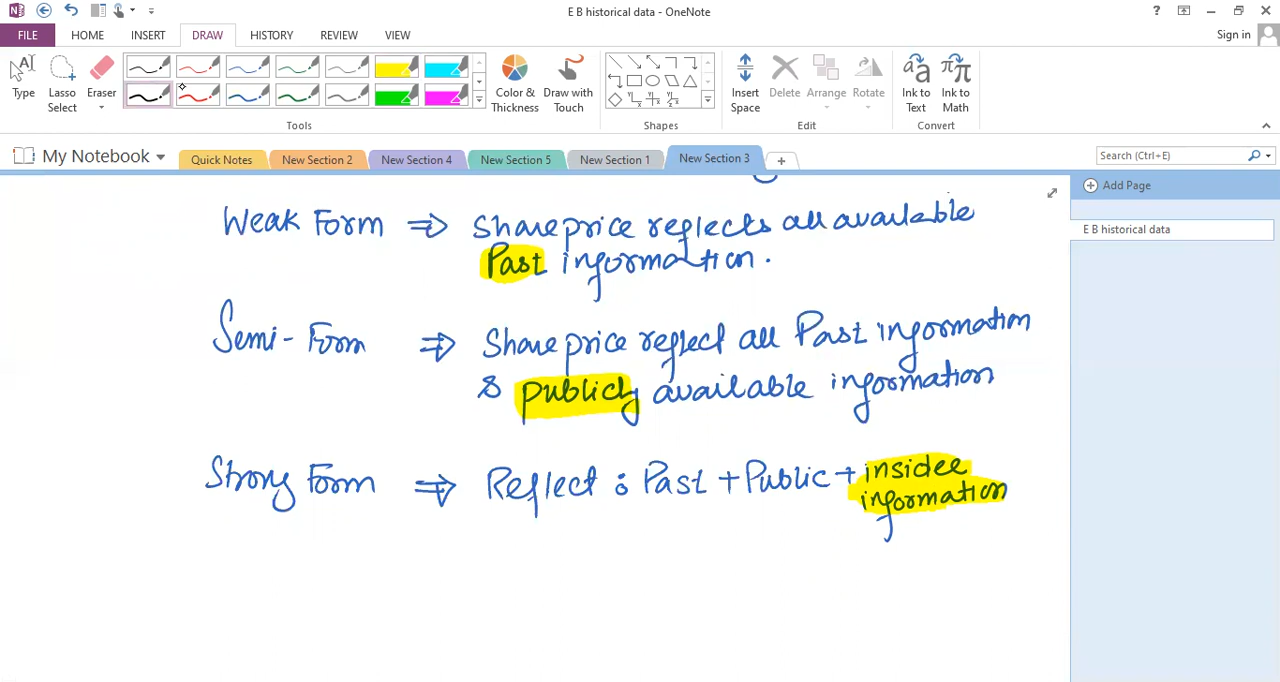 E B historical data - OneNote
?
FILE HOME INSERT DRAW HISTORY REVIEW VIEW
Sign in
Type Lasso Select Eraser Color & Thickness Draw with Touch Insert Space Delete Arrange Rotate Ink to Text Ink to Math
Tools Shapes Edit Convert
My Notebook Quick Notes New Section 2 New Section 4 New Section 5 New Section 1 New Section 3
Search (Ctrl+E)
Add Page
E B historical data
Weak Form ⇒ Share price reflects all available
Past information.
Semi-Form ⇒ Share price reflect all Past information
& publicly available information
Strong Form ⇒ Reflect : Past + Public + insidee
information